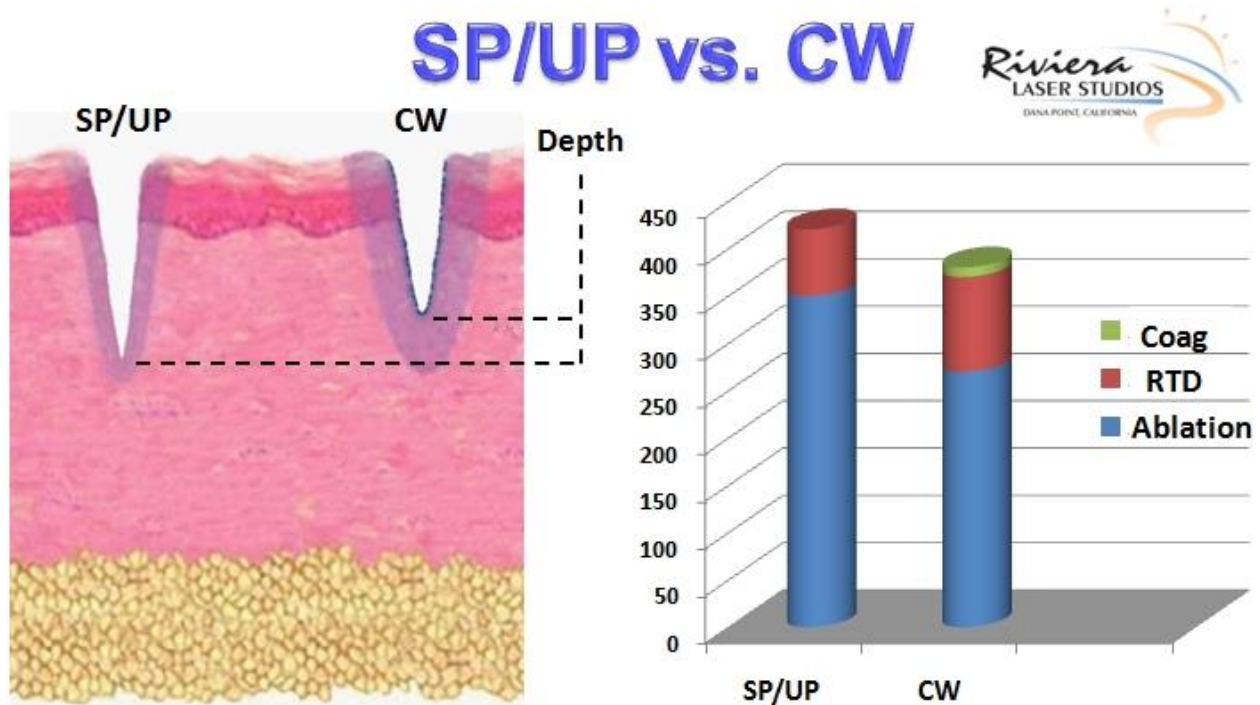 SP/UP vs. CW
Riviera
LASER STUDIOS
DANA POINT, CALIFORNIA
SP/UP
CW
Depth
450
400
350
300
250
200
150
100
50
0
Coag
RTD
Ablation
SP/UP
CW